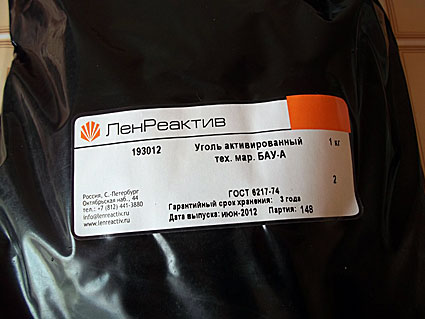 ЛенРеактив
193012 Уголь активированный 1 кг
тех. мар. БАУ-А
ГОСТ 6217-74 2
Гарантийный срок хранения: 3 года
Дата выпуска: июн-2012 Партия: 148
Россия, С.-Петербург
Октябрьская наб., 44
тел.: +7 (812) 441-3880
info@lenreactiv.ru
www.lenreactiv.ru